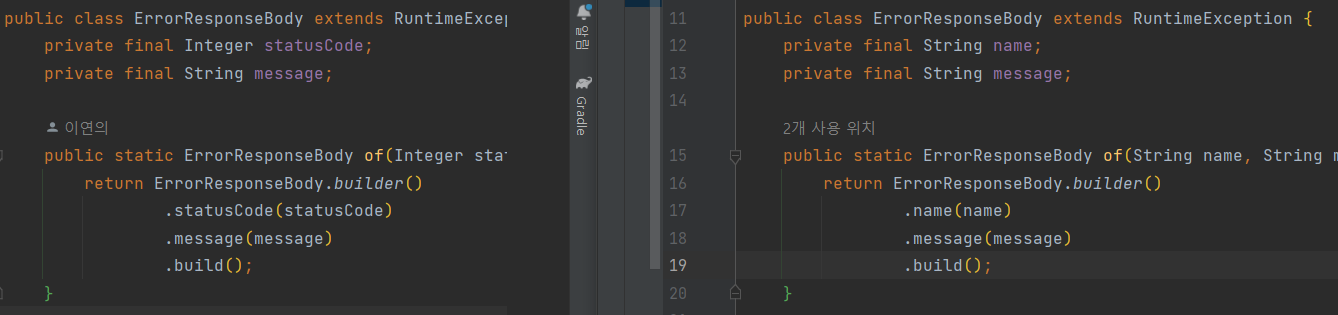 public class ErrorResponseBody extends RuntimeExcep
private final Integer statusCode;
private final String message;
이연의
public static ErrorResponseBody of(Integer stat
return ErrorResponseBody.builder()
.statusCode(statusCode)
.message(message)
.build();
}
알림
Gradle
11 public class ErrorResponseBody extends RuntimeException {
12 private final String name;
13 private final String message;
14
2개 사용 위치
15 public static ErrorResponseBody of(String name, String m
16 return ErrorResponseBody.builder()
17 .name(name)
18 .message(message)
19 .build();
20 }